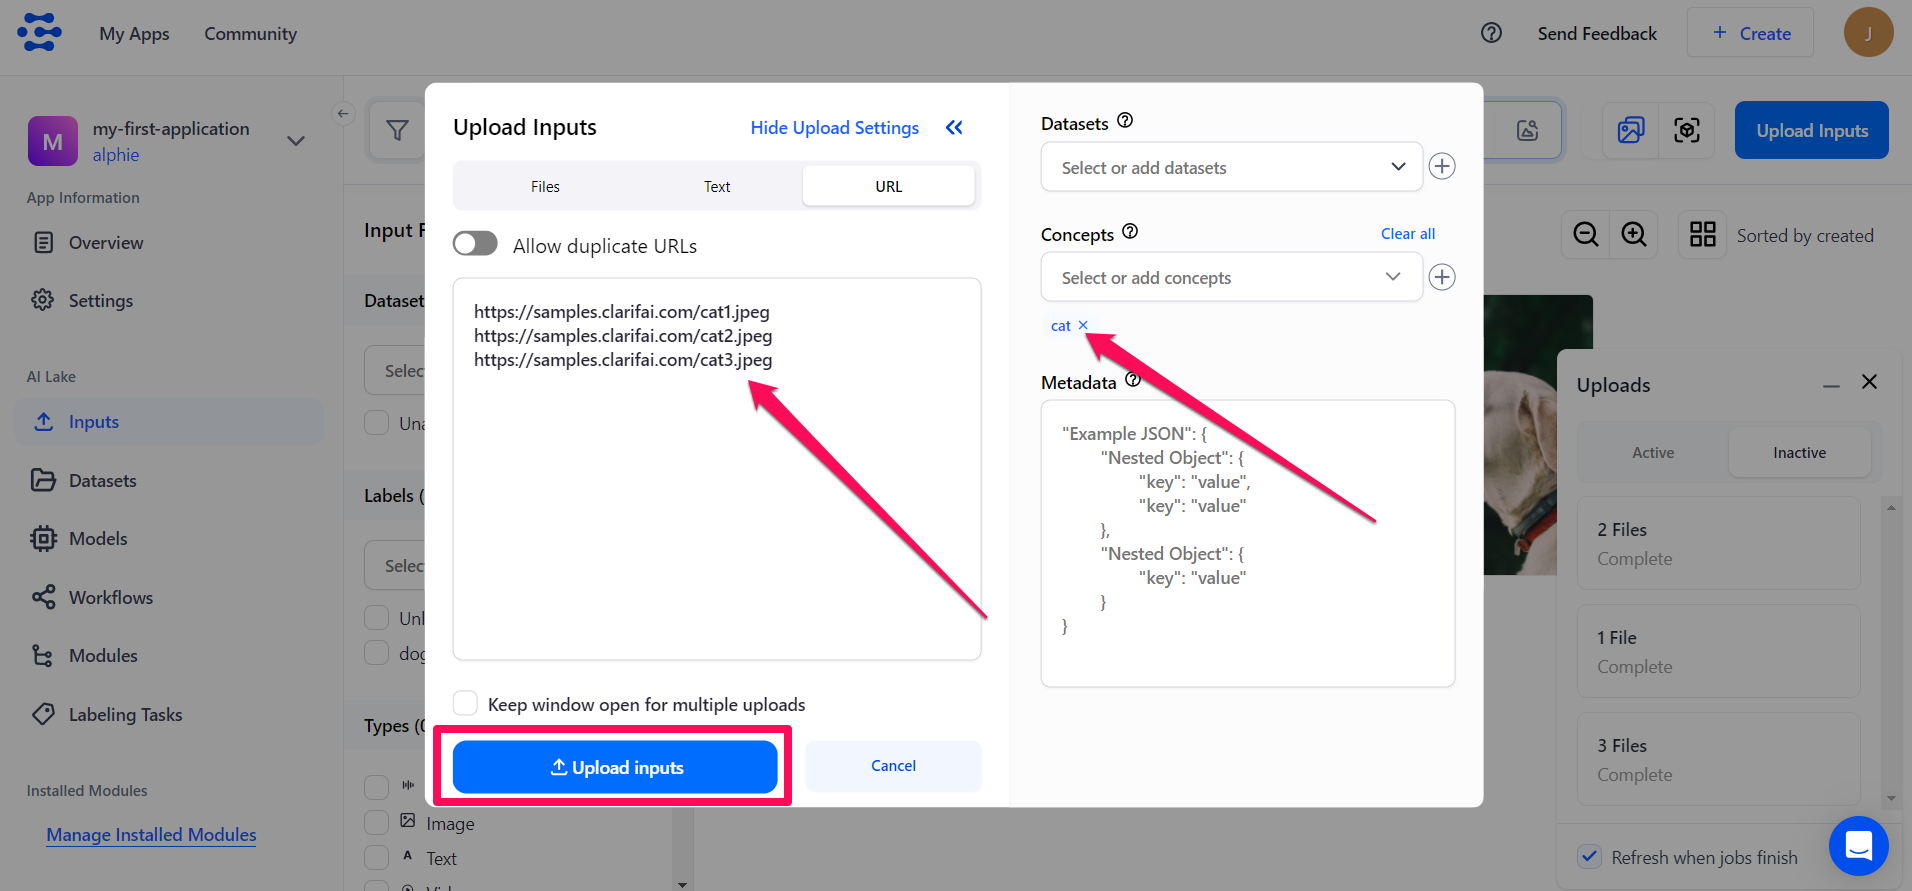 My Apps
Community
Send Feedback
+ Create
J
M
my-first-application
alphie
App Information
Overview
Settings
AI Lake
Inputs
Datasets
Models
Workflows
Modules
Labeling Tasks
Installed Modules
Manage Installed Modules
Input F
Dataset
Selec
Una
Labels (
Selec
Unl
dog
Types (
Image
A Text
Upload Inputs
Hide Upload Settings
Files
Text
URL
Allow duplicate URLs
https://samples.clarifai.com/cat1.jpeg
https://samples.clarifai.com/cat2.jpeg
https://samples.clarifai.com/cat3.jpeg
Keep window open for multiple uploads
Upload inputs
Cancel
Datasets
Select or add datasets
Concepts
Clear all
Select or add concepts
cat
Metadata
"Example JSON": {
"Nested Object": {
"key": "value",
"key": "value"
},
"Nested Object": {
"key": "value"
}
}
Upload Inputs
Sorted by created
Uploads
Active
Inactive
2 Files
Complete
1 File
Complete
3 Files
Complete
Refresh when jobs finish